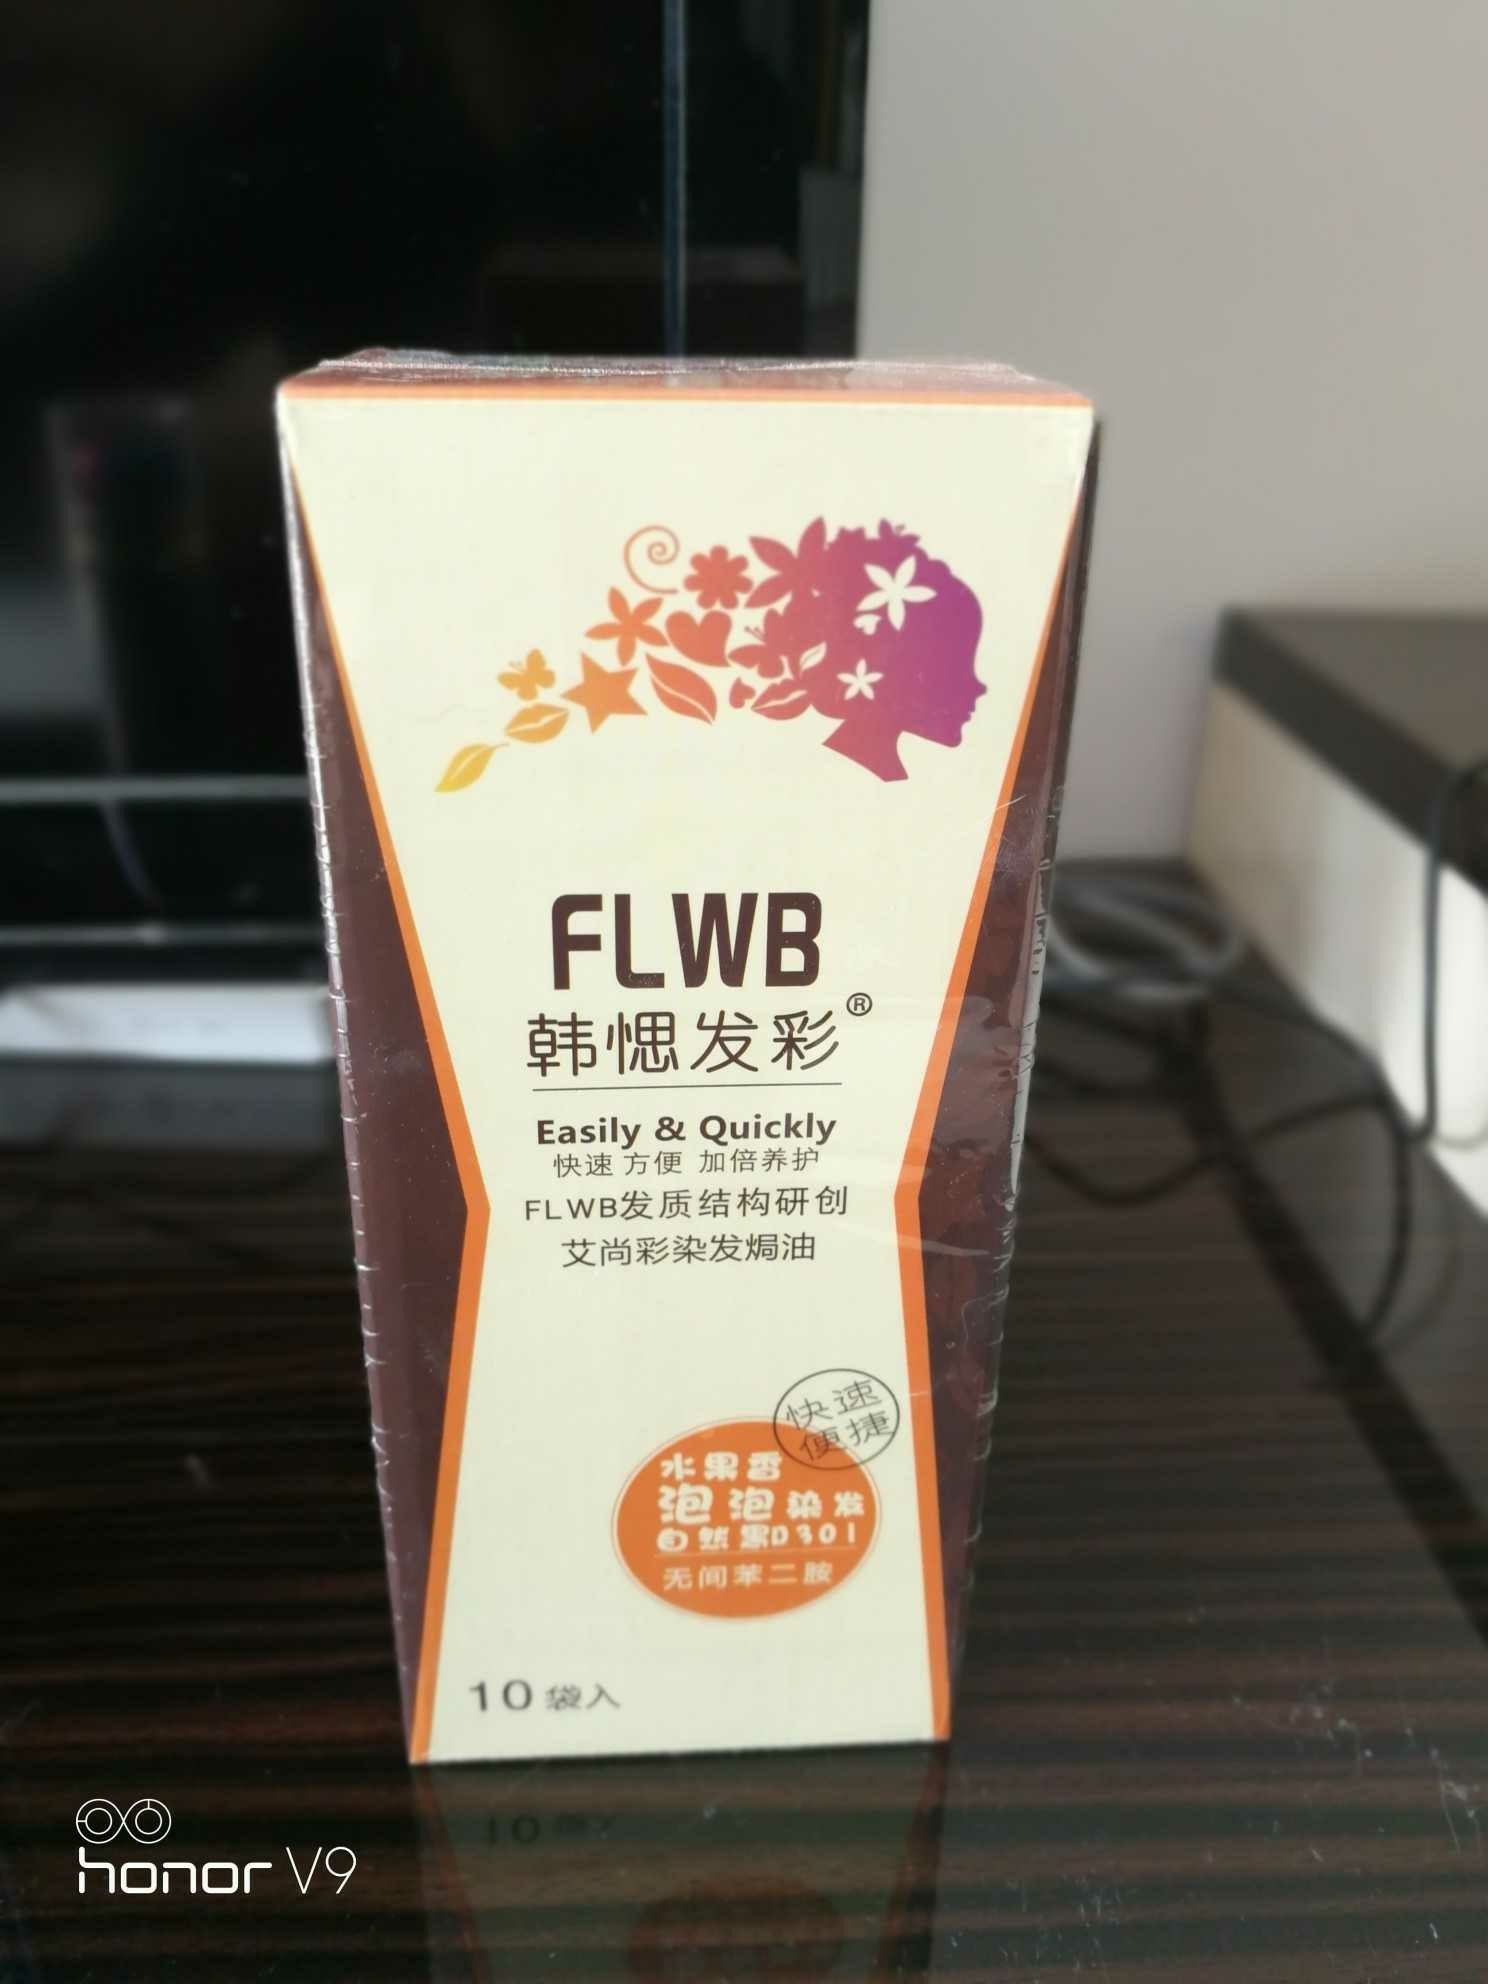 FLWB
韩愢发彩®
Easily & Quickly
快速 方便 加倍养护
FLWB发质结构研创
艾尚彩染发焗油
快速
便捷
水果香
泡泡染发
自然黑D301
无间苯二胺
10袋入
honor V9